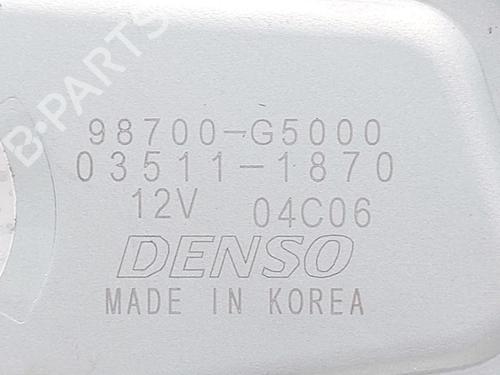 B-PARTS
98700-G5000
03511-1870
12V 04C06
DENSO
MADE IN KOREA